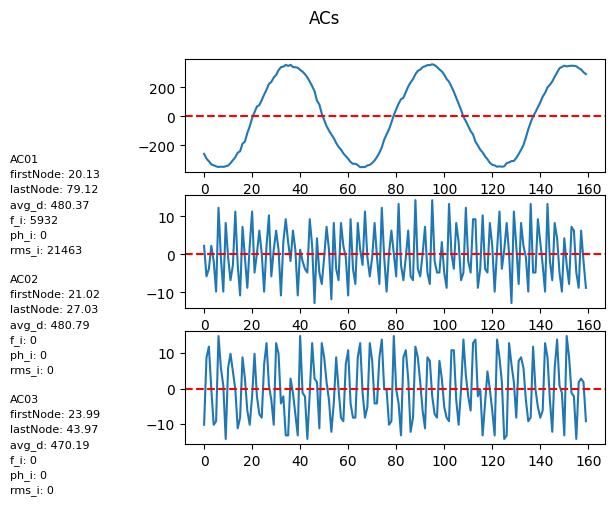 ACs
200
0
−200
0 20 40 60 80 100 120 140 160
AC01
firstNode: 20.13
lastNode: 79.12
avg_d: 480.37
f_i: 5932
ph_i: 0
rms_i: 21463
10
0
−10
0 20 40 60 80 100 120 140 160
AC02
firstNode: 21.02
lastNode: 27.03
avg_d: 480.79
f_i: 0
ph_i: 0
rms_i: 0
10
0
−10
0 20 40 60 80 100 120 140 160
AC03
firstNode: 23.99
lastNode: 43.97
avg_d: 470.19
f_i: 0
ph_i: 0
rms_i: 0